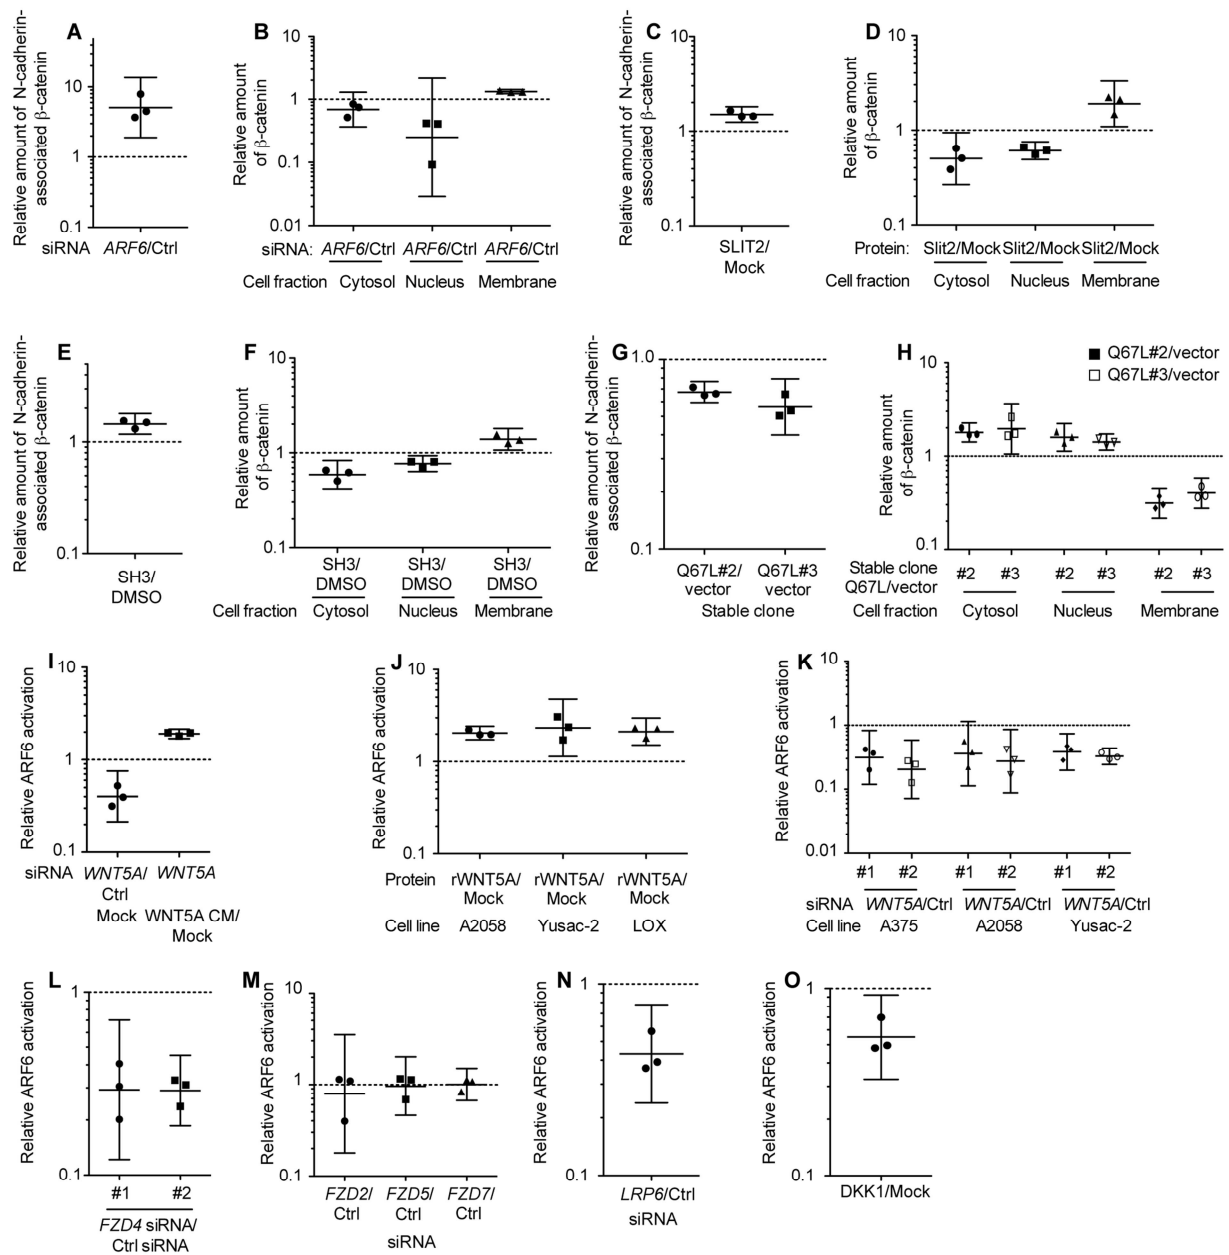 A
Relative amount of N-cadherin-
associated β-catenin
10
1
0.1
siRNA ARF6/Ctrl
B
Relative amount
of β-catenin
10
1
0.1
0.01
siRNA: ARF6/Ctrl ARF6/Ctrl ARF6/Ctrl
Cell fraction Cytosol Nucleus Membrane
C
Relative amount of N-cadherin-
associated β-catenin
10
1
0.1
SLIT2/
Mock
D
Relative amount
of β-catenin
10
1
0.1
Protein: Slit2/Mock Slit2/Mock Slit2/Mock
Cell fraction Cytosol Nucleus Membrane
E
Relative amount of N-cadherin-
associated β-catenin
1
0.1
SH3/
DMSO
F
Relative amount
of β-catenin
10
1
0.1
SH3/ SH3/ SH3/
DMSO DMSO DMSO
Cell fraction Cytosol Nucleus Membrane
G
Relative amount of N-cadherin-
associated β-catenin
1.0
0.1
Q67L#2/ Q67L#3
vector vector
Stable clone
H
Q67L#2/vector
Q67L#3/vector
Relative amount
of β-catenin
10
1
0.1
Stable clone
Q67L/vector #2 #3 #2 #3 #2 #3
Cell fraction Cytosol Nucleus Membrane
I
Relative ARF6 activation
10
1
0.1
siRNA WNT5A/ WNT5A
Ctrl
Mock WNT5A CM/
Mock
J
Relative ARF6 activation
10
1
0.1
Protein rWNT5A/ rWNT5A/ rWNT5A/
Mock Mock Mock
Cell line A2058 Yusac-2 LOX
K
Relative ARF6 activation
10
1
0.1
0.01
#1 #2 #1 #2 #1 #2
siRNA WNT5A/Ctrl WNT5A/Ctrl WNT5A/Ctrl
Cell line A375 A2058 Yusac-2
L
Relative ARF6 activation
1
0.1
#1 #2
FZD4 siRNA/
Ctrl siRNA
M
Relative ARF6 activation
10
1
0.1
FZD2/ FZD5/ FZD7/
Ctrl Ctrl Ctrl
siRNA
N
Relative ARF6 activation
1
0.1
LRP6/Ctrl
siRNA
O
Relative ARF6 activation
1
0.1
DKK1/Mock